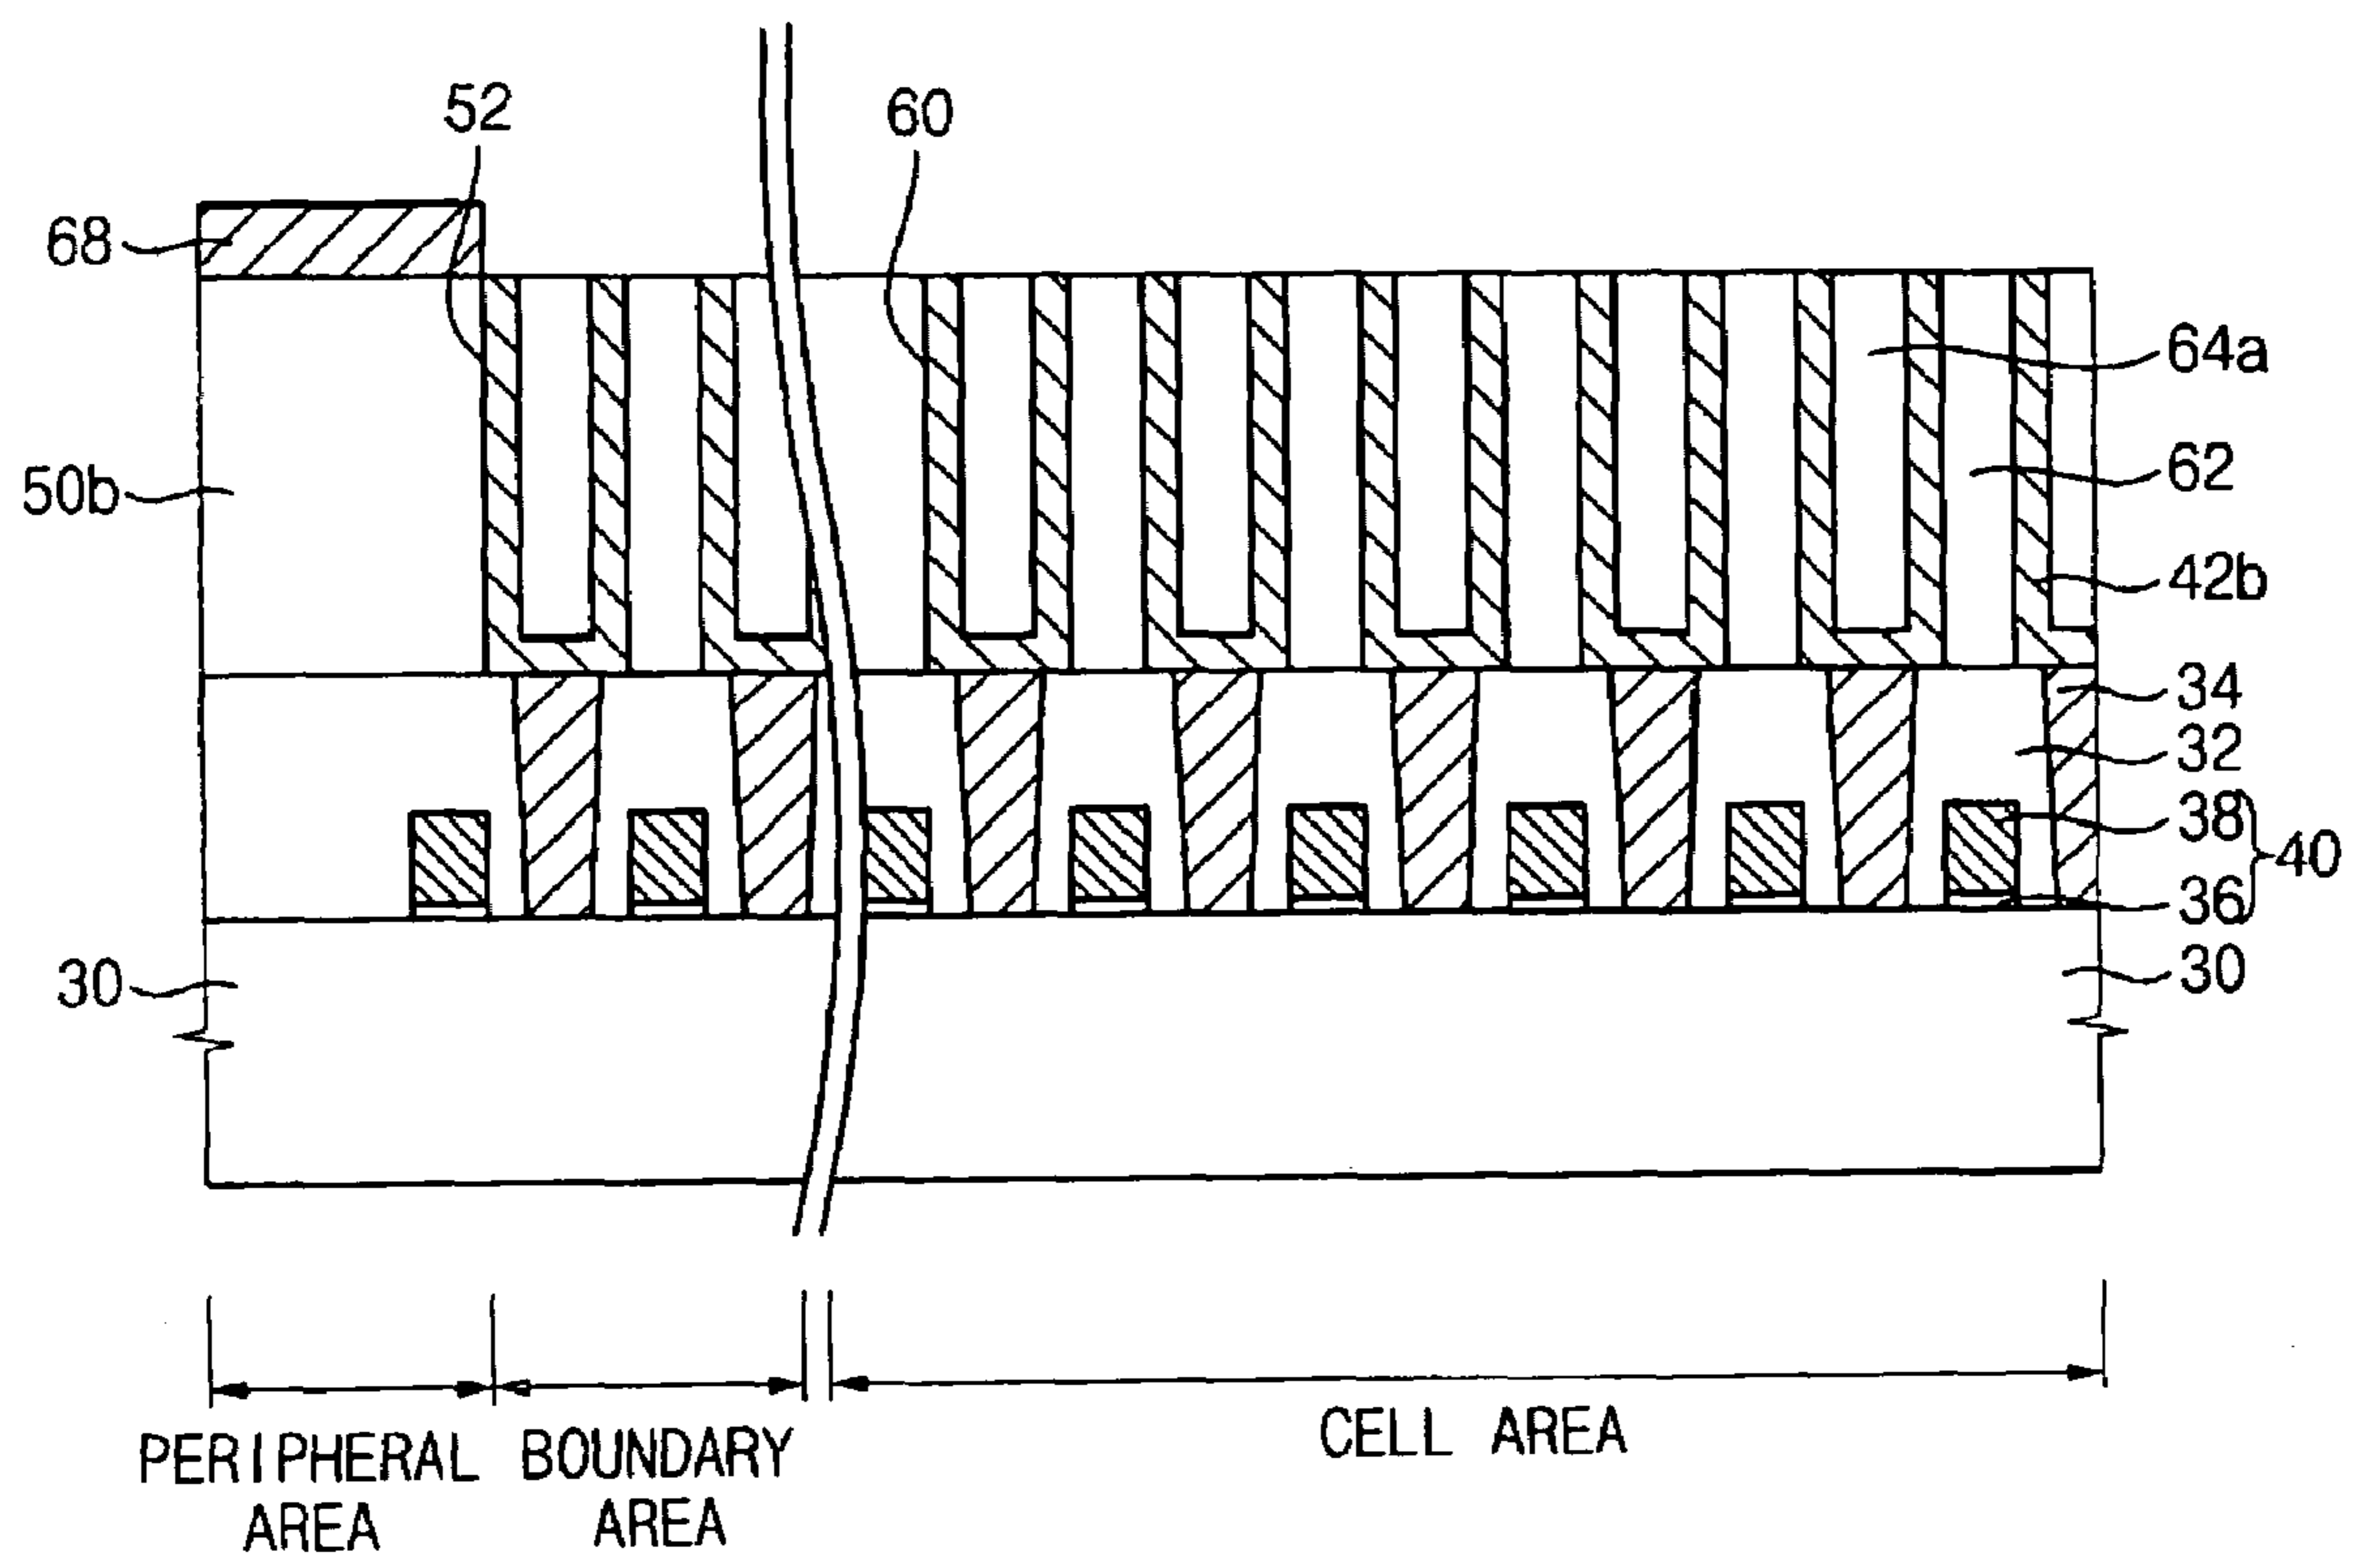 52
60
68
64a
50b
62
42b
34
32
38
40
36
30
30
PERIPHERAL AREA
BOUNDARY AREA
CELL AREA